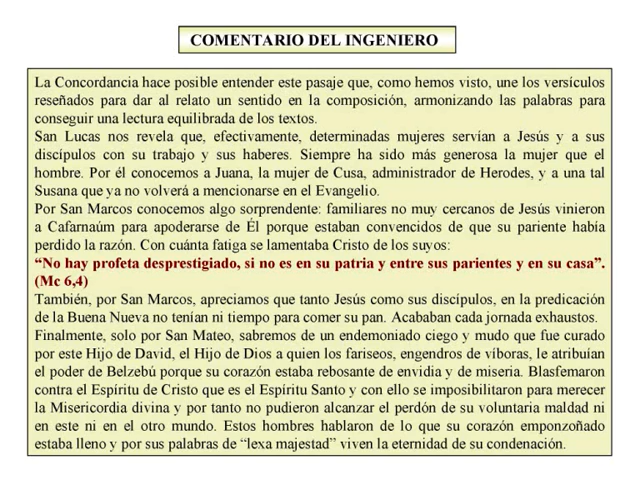 COMENTARIO DEL INGENIERO
La Concordancia hace posible entender este pasaje que, como hemos visto, une los versículos
reseñados para dar al relato un sentido en la composición, armonizando las palabras para
conseguir una lectura equilibrada de los textos.
San Lucas nos revela que, efectivamente, determinadas mujeres servían a Jesús y a sus
discípulos con su trabajo y sus haberes. Siempre ha sido más generosa la mujer que el
hombre. Por él conocemos a Juana, la mujer de Cusa, administrador de Herodes, y a una tal
Susana que ya no volverá a mencionarse en el Evangelio.
Por San Marcos conocemos algo sorprendente: familiares no muy cercanos de Jesús vinieron
a Cafarnaúm para apoderarse de Él porque estaban convencidos de que su pariente había
perdido la razón. Con cuánta fatiga se lamentaba Cristo de los suyos:
“No hay profeta desprestigiado, si no es en su patria y entre sus parientes y en su casa”.
(Mc 6,4)
También, por San Marcos, apreciamos que tanto Jesús como sus discípulos, en la predicación
de la Buena Nueva no tenían ni tiempo para comer su pan. Acababan cada jornada exhaustos.
Finalmente, solo por San Mateo, sabremos de un endemoniado ciego y mudo que fue curado
por este Hijo de David, el Hijo de Dios a quien los fariseos, engendros de víboras, le atribuían
el poder de Belzebú porque su corazón estaba rebosante de envidia y de miseria. Blasfemaron
contra el Espíritu de Cristo que es el Espíritu Santo y con ello se imposibilitaron para merecer
la Misericordia divina y por tanto no pudieron alcanzar el perdón de su voluntaria maldad ni
en este ni en el otro mundo. Estos hombres hablaron de lo que su corazón emponzoñado
estaba lleno y por sus palabras de “lexa majestad” viven la eternidad de su condenación.